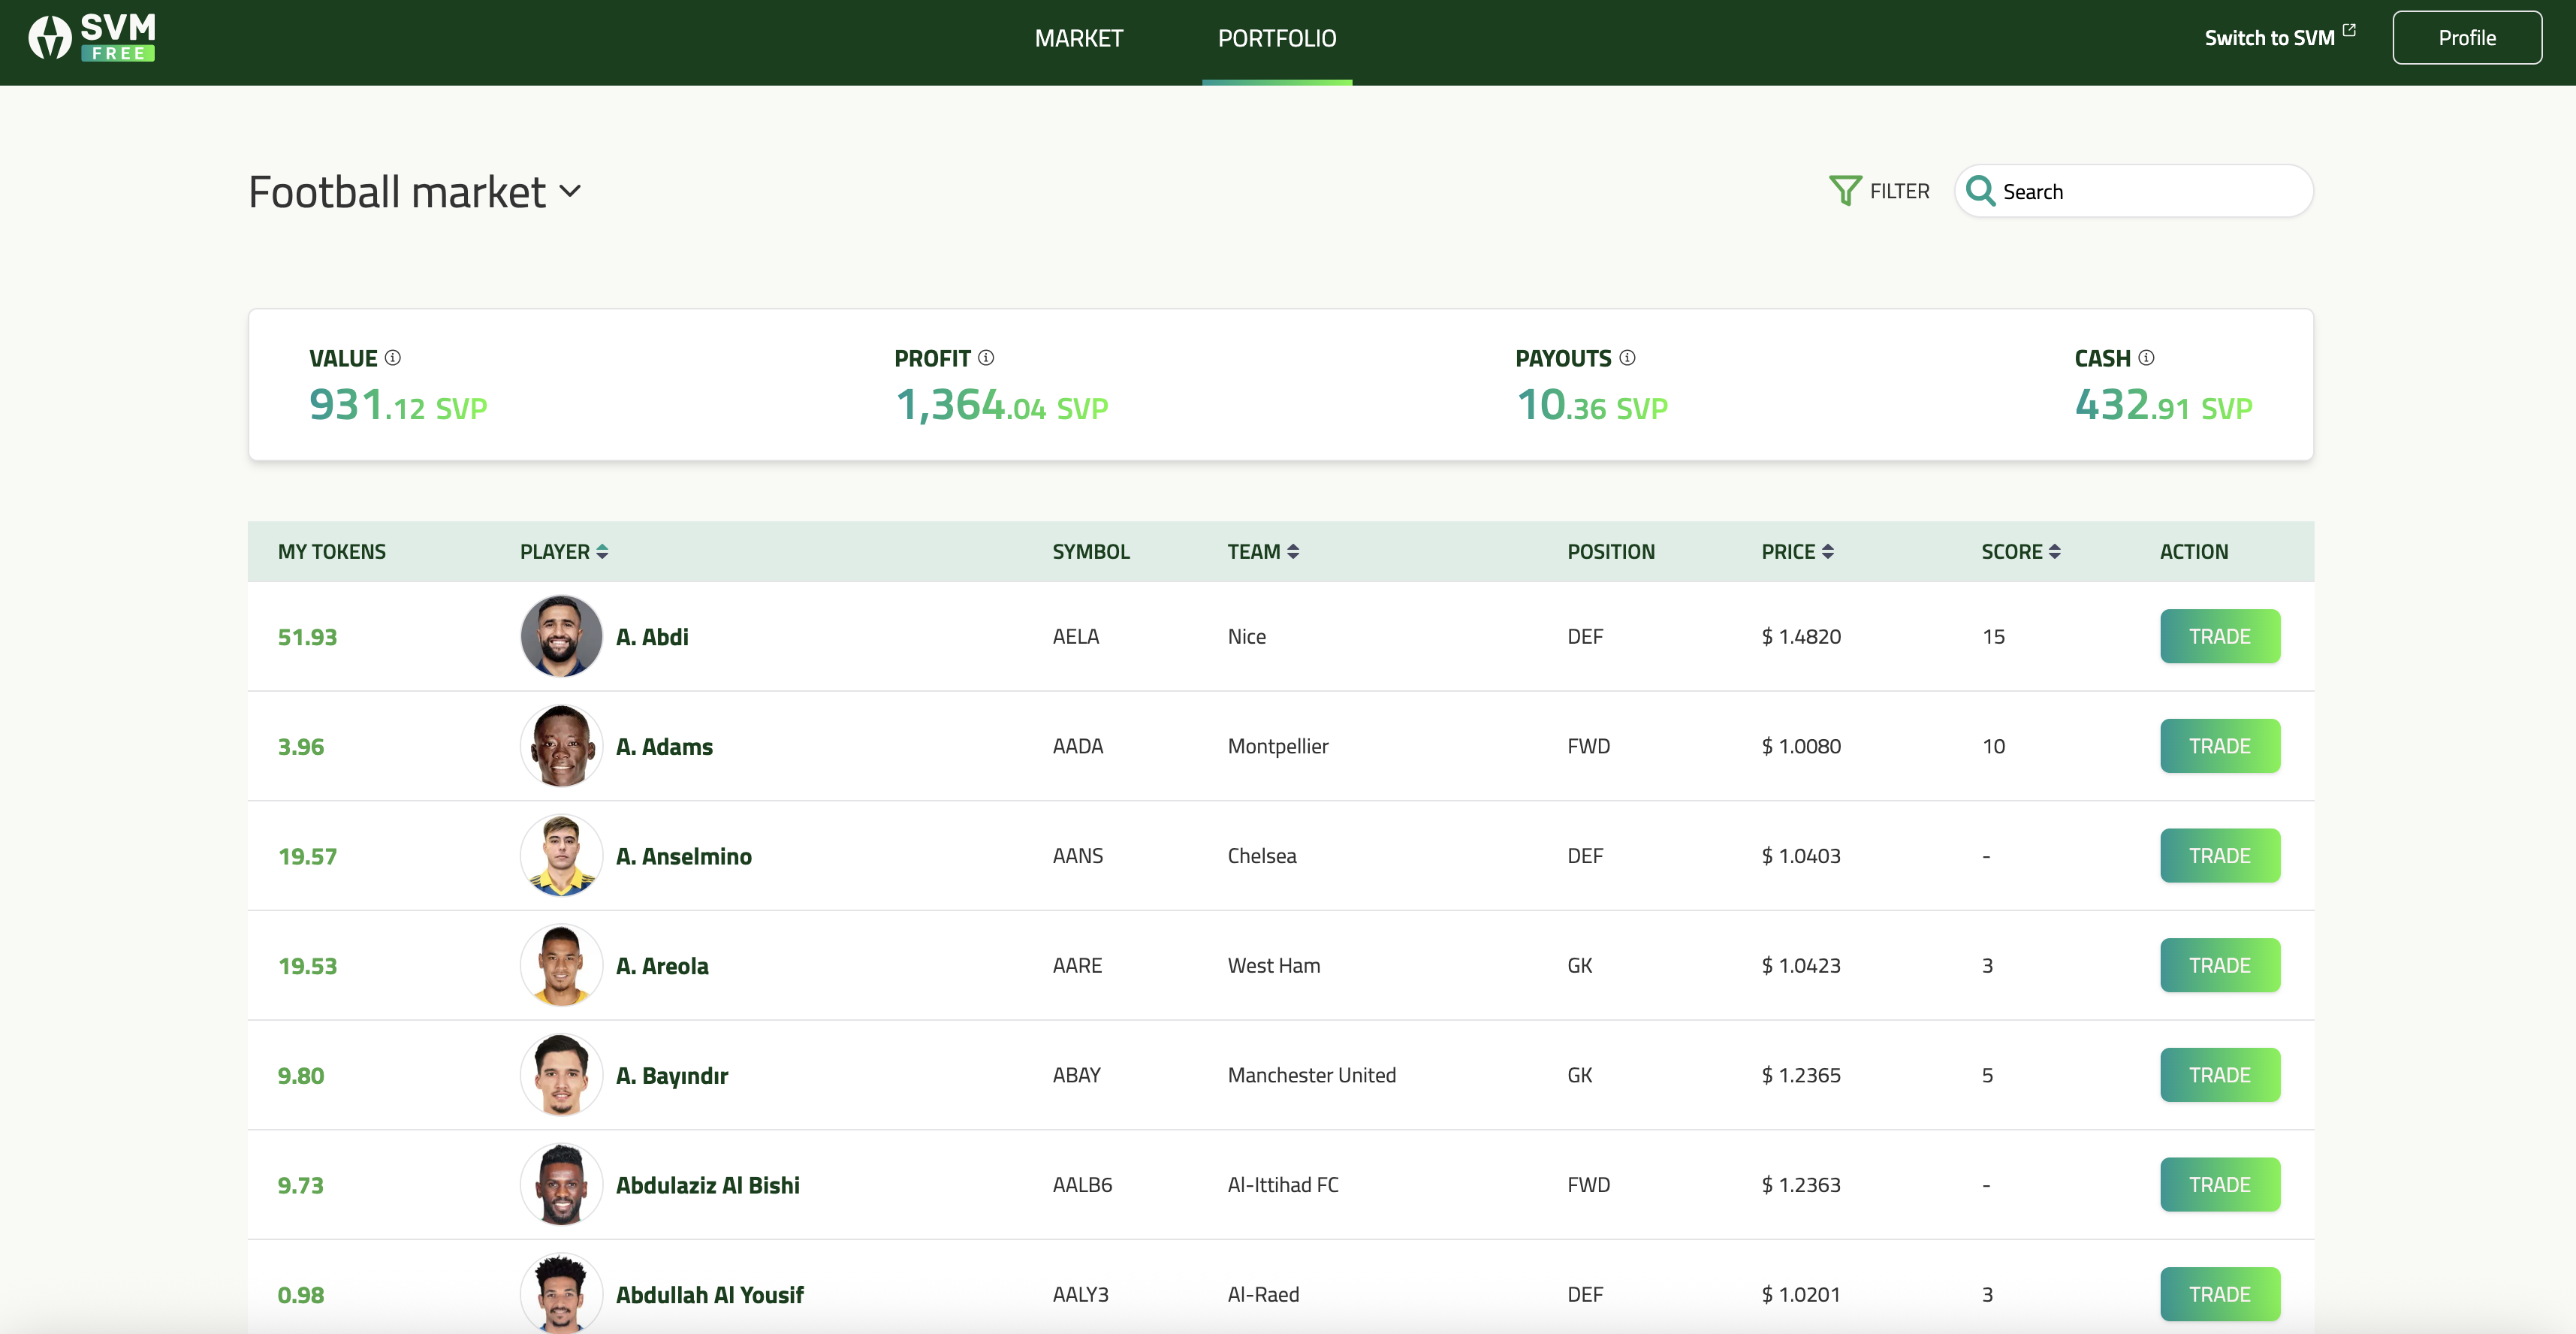 SVM
FREE
MARKET
PORTFOLIO
Switch to SVM
Profile
Football market
FILTER
Search
VALUE
931.12 SVP
PROFIT
1,364.04 SVP
PAYOUTS
10.36 SVP
CASH
432.91 SVP
MY TOKENS PLAYER SYMBOL TEAM POSITION PRICE SCORE ACTION
51.93 A. Abdi AELA Nice DEF $ 1.4820 15 TRADE
3.96 A. Adams AADA Montpellier FWD $ 1.0080 10 TRADE
19.57 A. Anselmino AANS Chelsea DEF $ 1.0403 - TRADE
19.53 A. Areola AARE West Ham GK $ 1.0423 3 TRADE
9.80 A. Bayındır ABAY Manchester United GK $ 1.2365 5 TRADE
9.73 Abdulaziz Al Bishi AALB6 Al-Ittihad FC FWD $ 1.2363 - TRADE
0.98 Abdullah Al Yousif AALY3 Al-Raed DEF $ 1.0201 3 TRADE